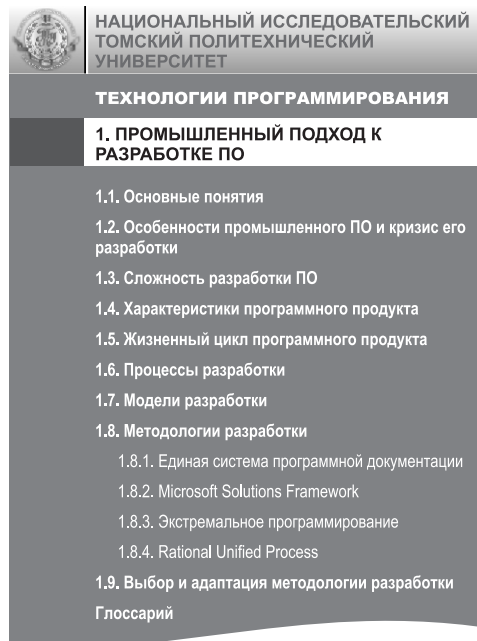 НАЦИОНАЛЬНЫЙ ИССЛЕДОВАТЕЛЬСКИЙ
ТОМСКИЙ ПОЛИТЕХНИЧЕСКИЙ
УНИВЕРСИТЕТ
ТЕХНОЛОГИИ ПРОГРАММИРОВАНИЯ
1. ПРОМЫШЛЕННЫЙ ПОДХОД К
РАЗРАБОТКЕ ПО
1.1. Основные понятия
1.2. Особенности промышленного ПО и кризис его
разработки
1.3. Сложность разработки ПО
1.4. Характеристики программного продукта
1.5. Жизненный цикл программного продукта
1.6. Процессы разработки
1.7. Модели разработки
1.8. Методологии разработки
1.8.1. Единая система программной документации
1.8.2. Microsoft Solutions Framework
1.8.3. Экстремальное программирование
1.8.4. Rational Unified Process
1.9. Выбор и адаптация методологии разработки
Глоссарий